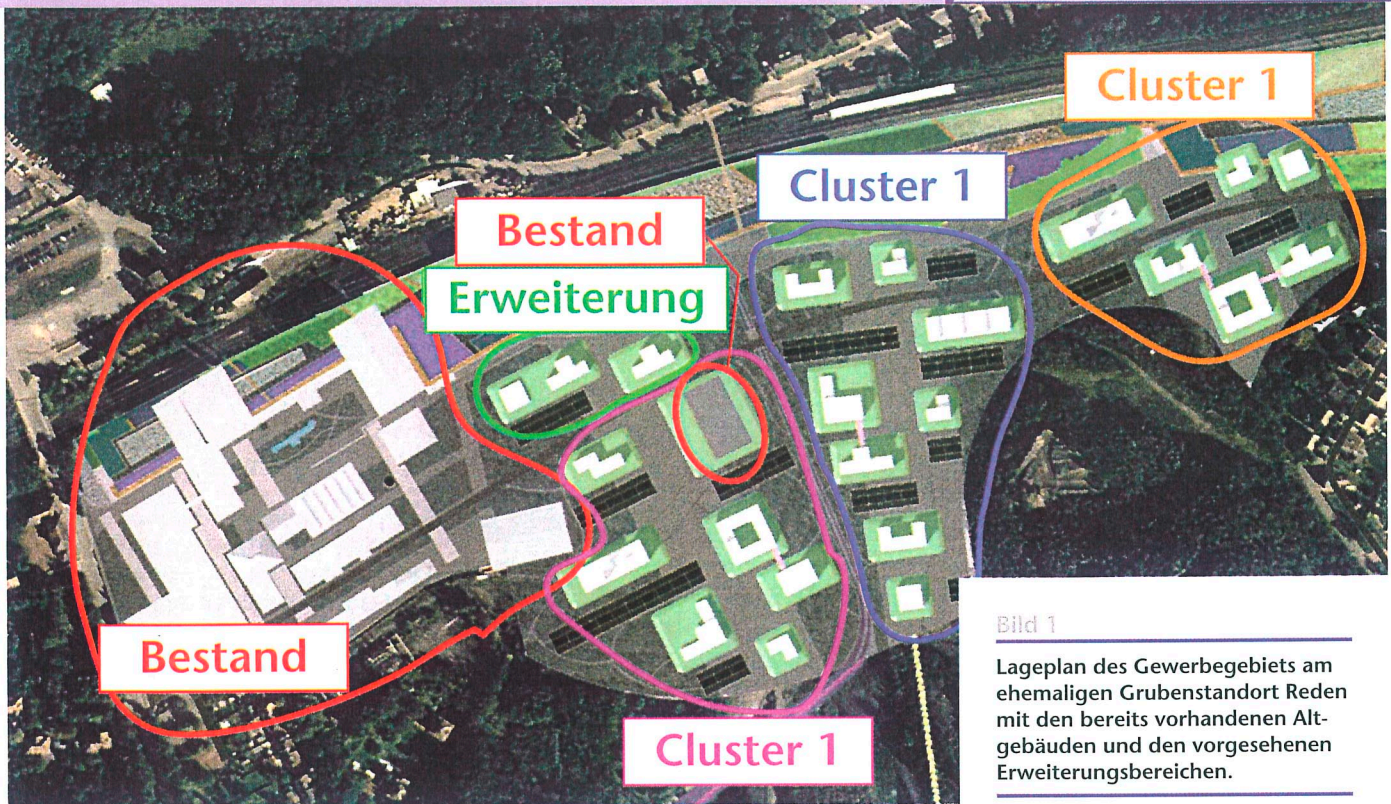 Cluster 1
Cluster 1
Bestand
Erweiterung
Bestand
Cluster 1
Bild 1
Lageplan des Gewerbegebiets am
ehemaligen Grubenstandort Reden
mit den bereits vorhandenen Alt-
gebäuden und den vorgesehenen
Erweiterungsbereichen.